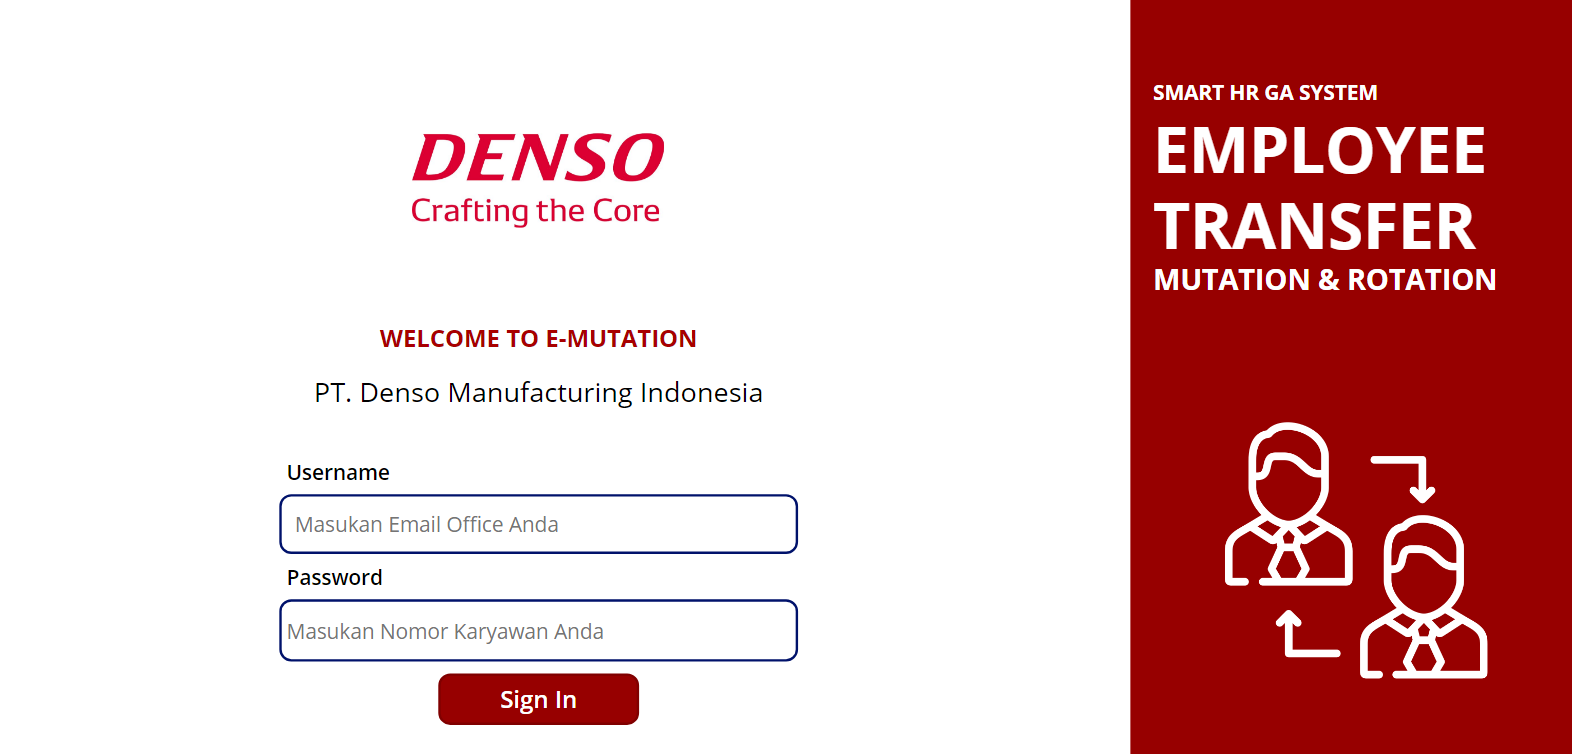 DENSO
Crafting the Core
WELCOME TO E-MUTATION
PT. Denso Manufacturing Indonesia
Username
Masukan Email Office Anda
Password
Masukan Nomor Karyawan Anda
Sign In
SMART HR GA SYSTEM
EMPLOYEE
TRANSFER
MUTATION & ROTATION